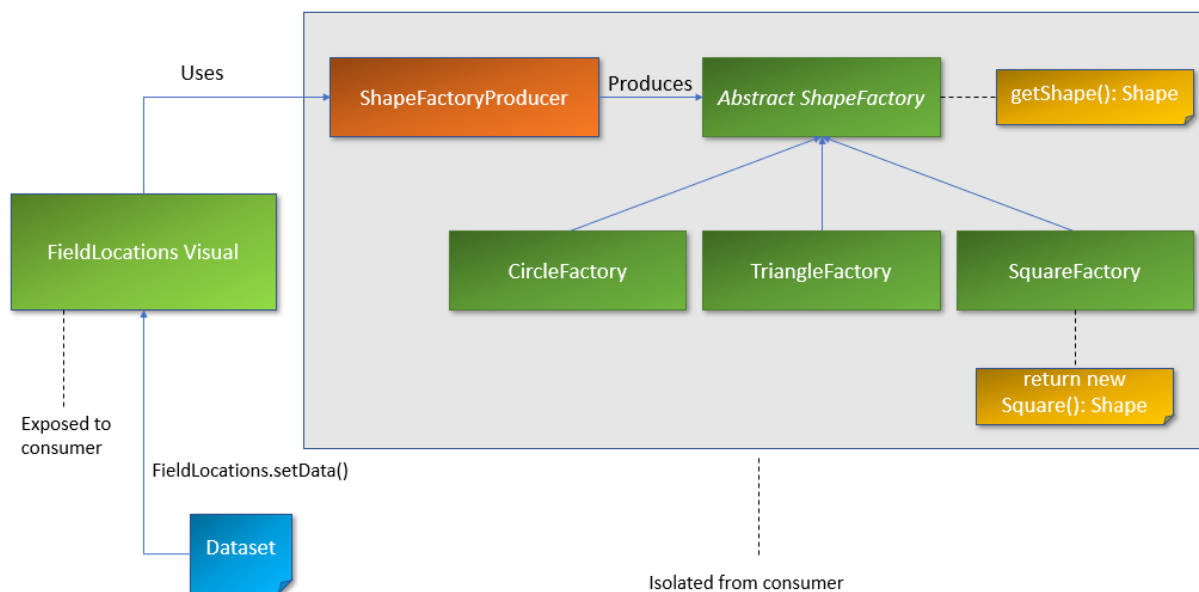 Uses
ShapeFactoryProducer
Produces
Abstract ShapeFactory
getShape(): Shape
FieldLocations Visual
CircleFactory
TriangleFactory
SquareFactory
return new
Square(): Shape
Exposed to
consumer
FieldLocations.setData()
Dataset
Isolated from consumer